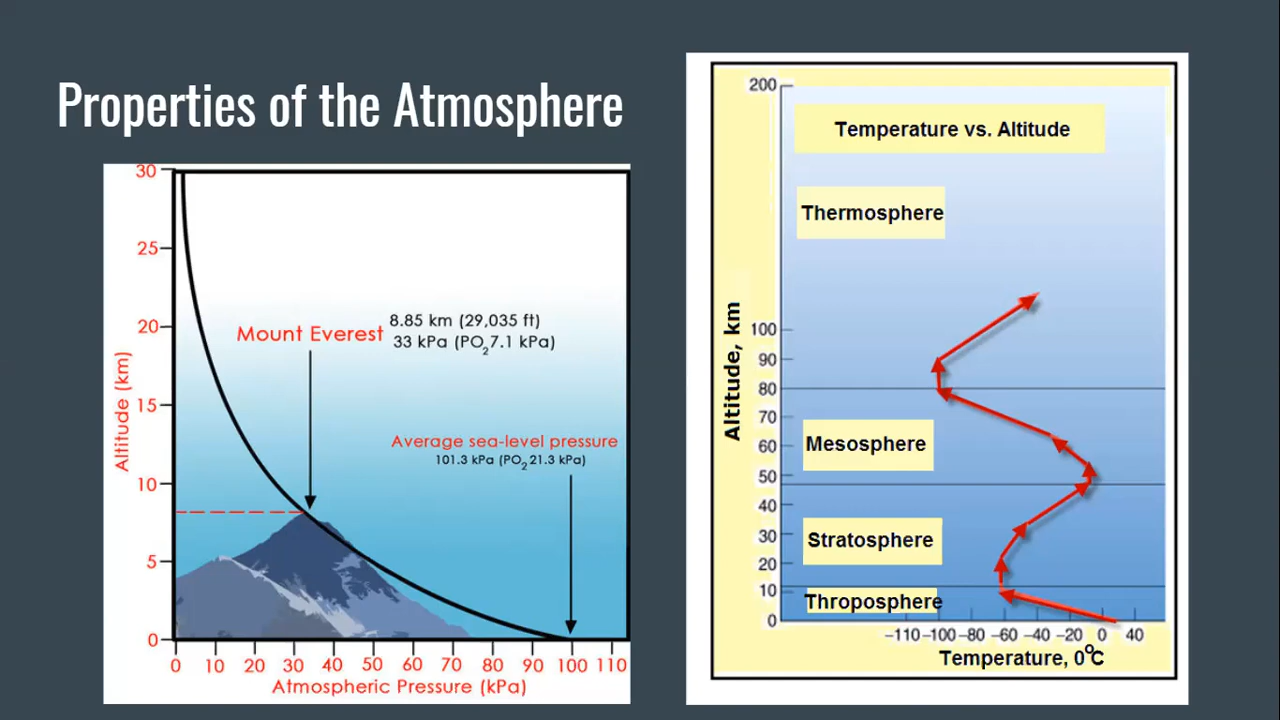 Properties of the Atmosphere
30
25
20
15
10
5
0
Altitude (km)
Mount Everest
8.85 km (29,035 ft)
33 kPa (PO2 7.1 kPa)
Average sea-level pressure
101.3 kPa (PO2 21.3 kPa)
0 10 20 30 40 50 60 70 80 90 100 110
Atmospheric Pressure (kPa)
Temperature vs. Altitude
200
100
90
80
70
60
50
40
30
20
10
0
Altitude, km
Thermosphere
Mesosphere
Stratosphere
Throposphere
-110 -100 -80 -60 -40 -20 0 40
Temperature, 0°C